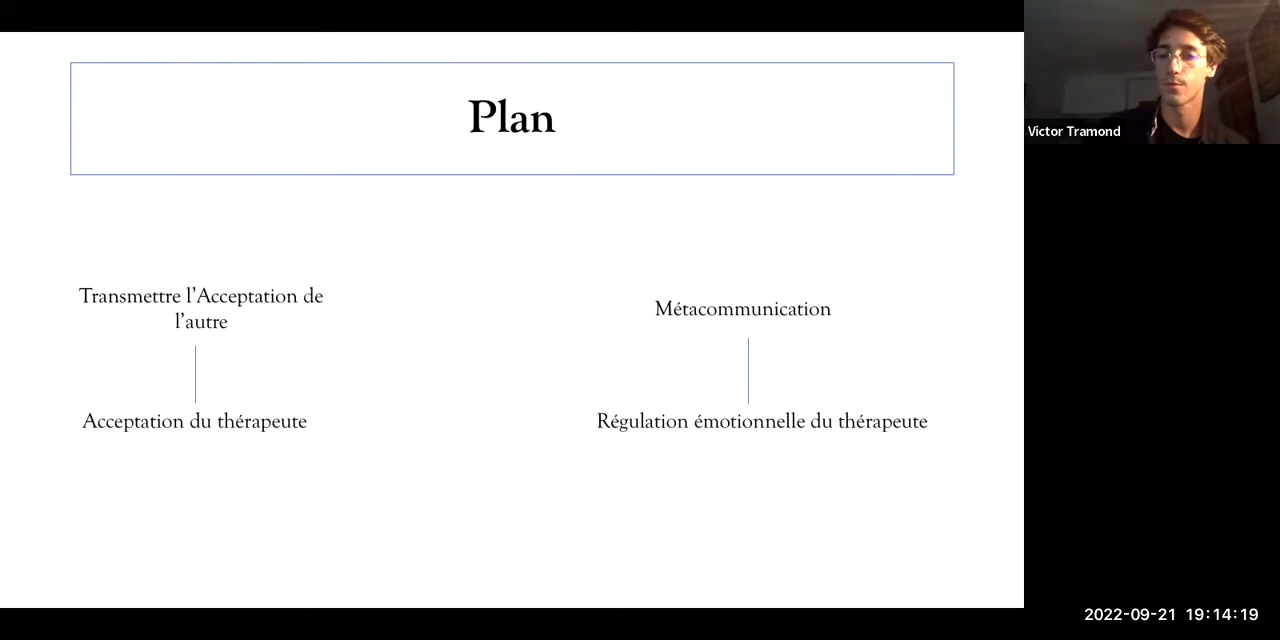 Plan
Transmettre l'Acceptation de
l'autre
Métacommunication
Acceptation du thérapeute
Régulation émotionnelle du thérapeute
Victor Tramond
2022-09-21 19:14:19